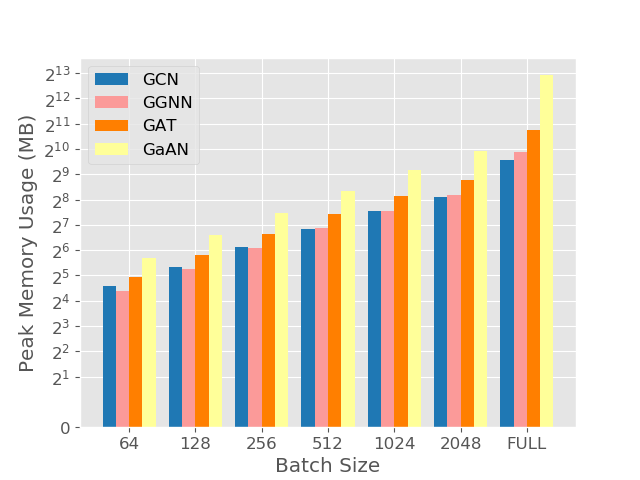 GCN
GGNN
GAT
GaAN
Peak Memory Usage (MB)
2^13
2^12
2^11
2^10
2^9
2^8
2^7
2^6
2^5
2^4
2^3
2^2
2^1
0
64 128 256 512 1024 2048 FULL
Batch Size